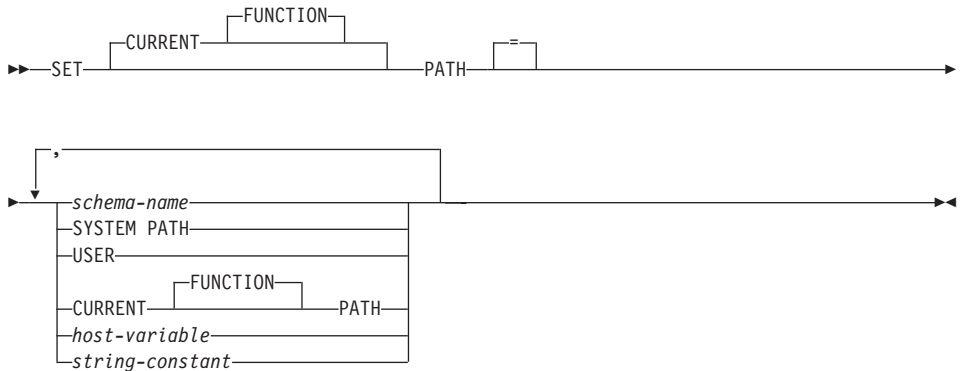 FUNCTION
CURRENT =
SET PATH
,
schema-name
SYSTEM PATH
USER
FUNCTION
CURRENT PATH
host-variable
string-constant